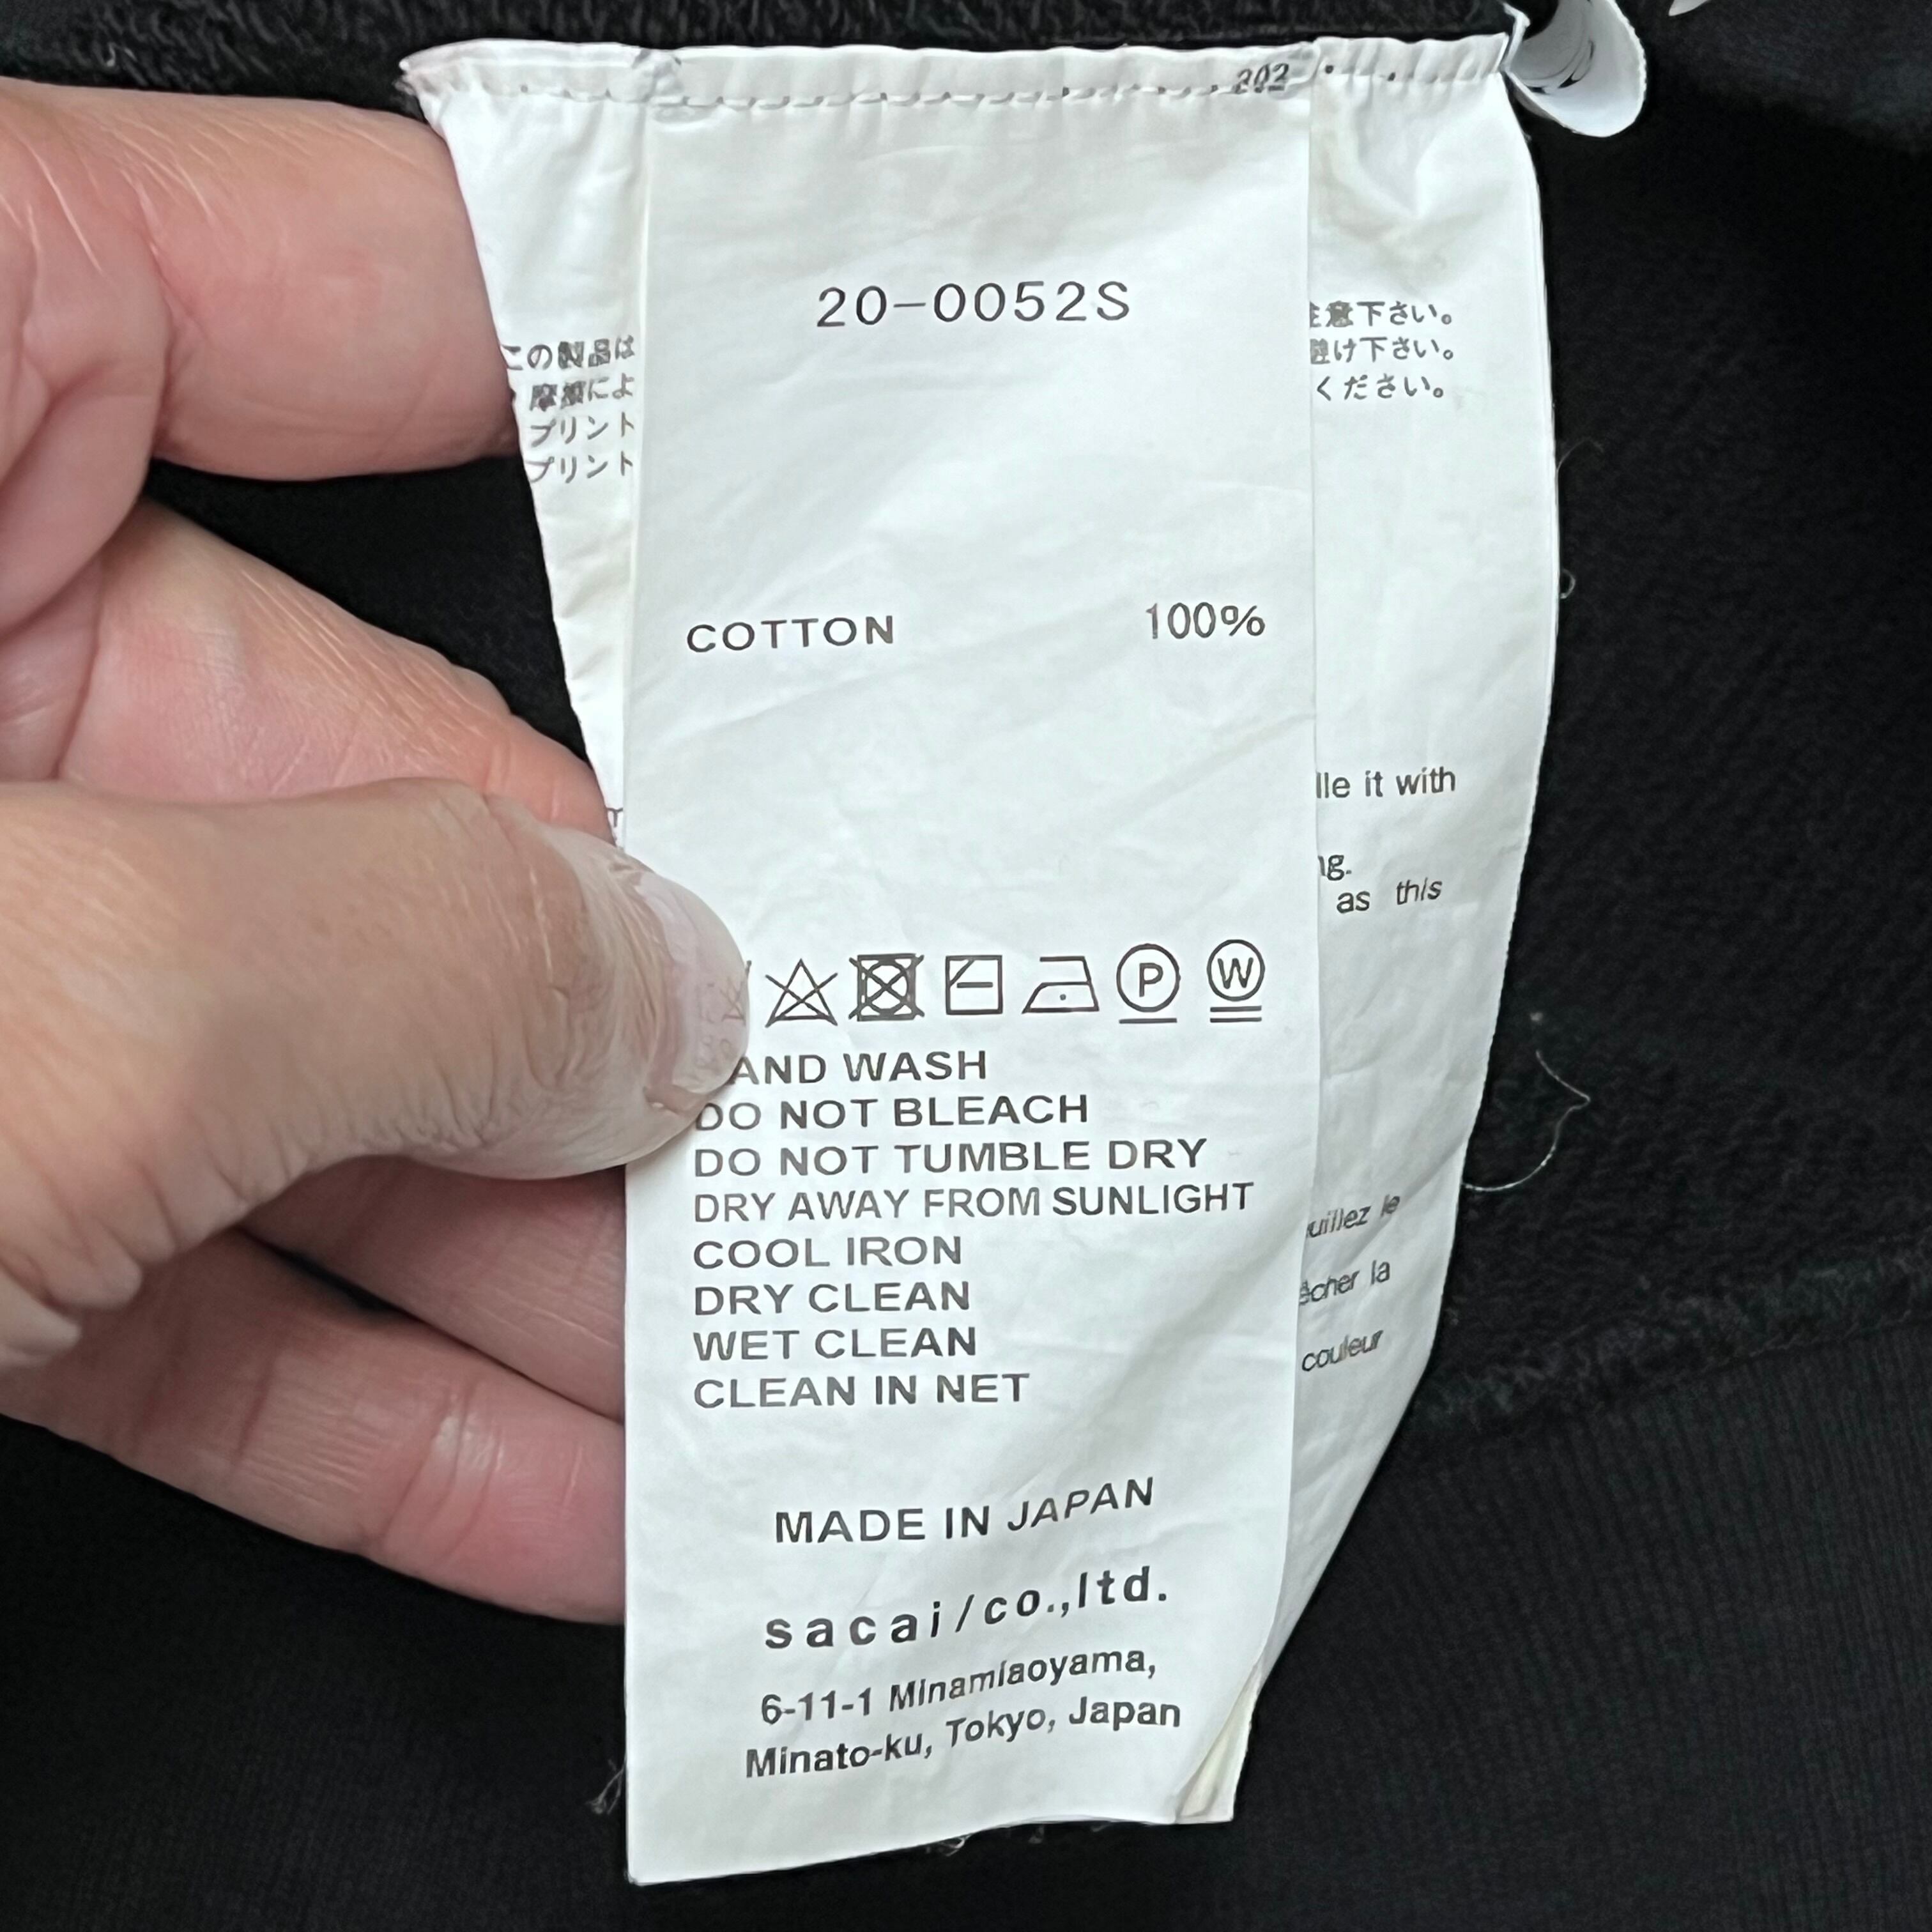 202
20-0052S
この製品は
摩擦によ
プリント
プリント
注意下さい。
避け下さい。
ください。
COTTON 100%
lle it with
ng.
as this
P W
AND WASH
DO NOT BLEACH
DO NOT TUMBLE DRY
DRY AWAY FROM SUNLIGHT
COOL IRON
DRY CLEAN
WET CLEAN
CLEAN IN NET
uillez le
êcher la
couleur
MADE IN JAPAN
sacai/co.,ltd.
6-11-1 Minamiaoyama,
Minato-ku, Tokyo, Japan